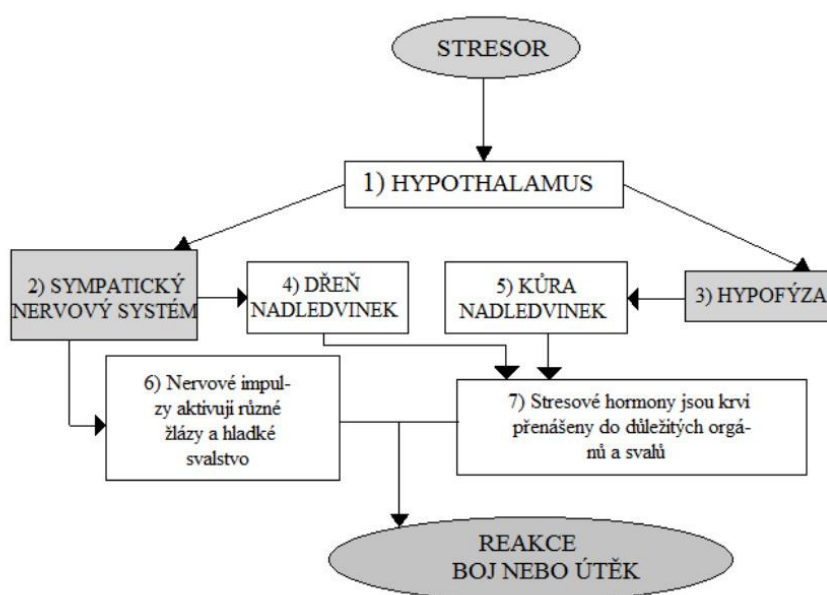 STRESOR
1) HYPOTHALAMUS
2) SYMPATICKÝ
NERVOVÝ SYSTÉM
4) DŘEŇ
NADLEDVINEK
5) KŮRA
NADLEDVINEK
3) HYPOFÝZA
6) Nervové impul-
zy aktivují různé
žlázy a hladké
svalstvo
7) Stresové hormony jsou krvi
přenášeny do důležitých orgá-
nů a svalů
REAKCE
BOJ NEBO ÚTĚK